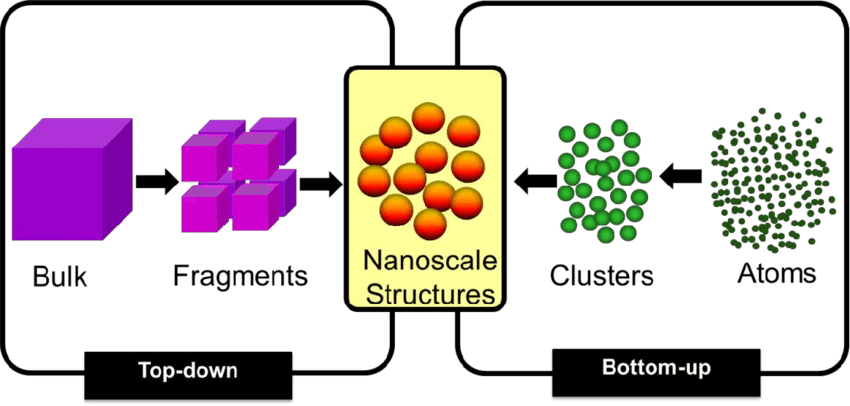 Bulk
Fragments
Nanoscale
Structures
Clusters
Atoms
Top-down
Bottom-up